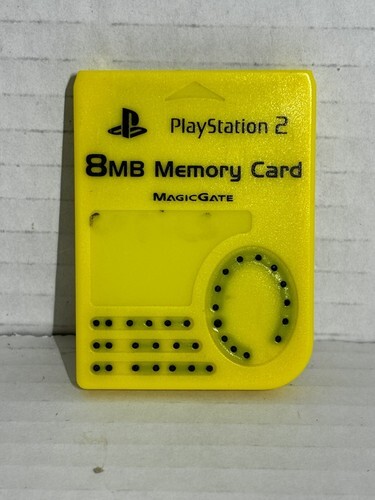 PlayStation 2
8MB Memory Card
MAGICGATE